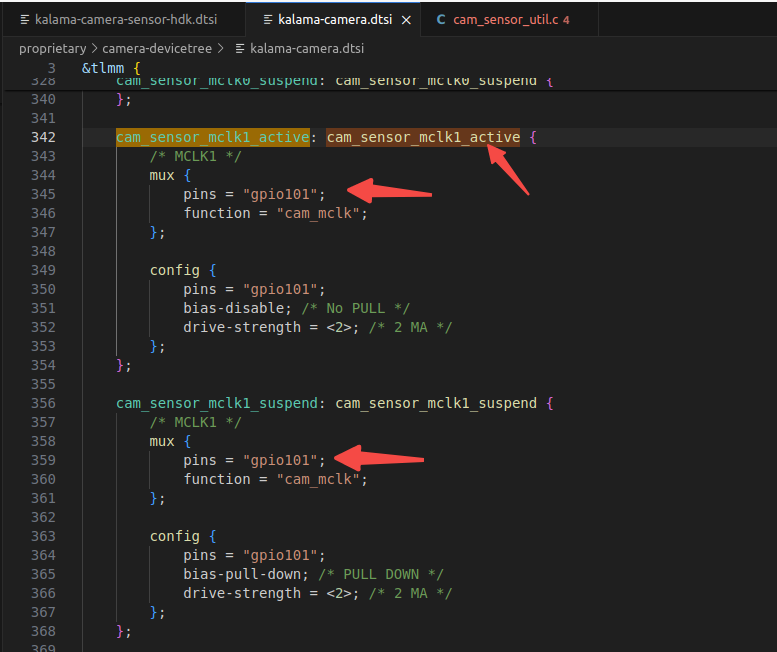 kalama-camera-sensor-hdk.dtsi
kalama-camera.dtsi
C cam_sensor_util.c 4
proprietary > camera-devicetree > kalama-camera.dtsi
3 &tlmm {
328 cam_sensor_mclk0_suspend: cam_sensor_mclk0_suspend {
340 };
341
342 cam_sensor_mclk1_active: cam_sensor_mclk1_active {
343 /* MCLK1 */
344 mux {
345 pins = "gpio101";
346 function = "cam_mclk";
347 };
348
349 config {
350 pins = "gpio101";
351 bias-disable; /* No PULL */
352 drive-strength = <2>; /* 2 MA */
353 };
354 };
355
356 cam_sensor_mclk1_suspend: cam_sensor_mclk1_suspend {
357 /* MCLK1 */
358 mux {
359 pins = "gpio101";
360 function = "cam_mclk";
361 };
362
363 config {
364 pins = "gpio101";
365 bias-pull-down; /* PULL DOWN */
366 drive-strength = <2>; /* 2 MA */
367 };
368 };
369